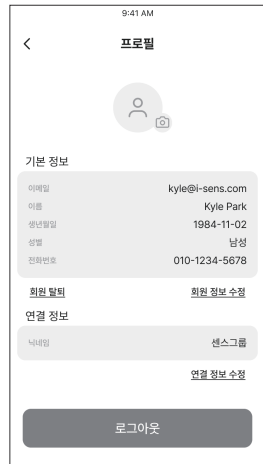 9:41 AM
프로필
기본 정보
이메일 kyle@i-sens.com
이름 Kyle Park
생년월일 1984-11-02
성별 남성
전화번호 010-1234-5678
회원 탈퇴 회원 정보 수정
연결 정보
닉네임 센스그룹
연결 정보 수정
로그아웃